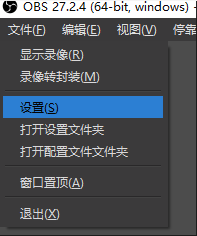 OBS 27.2.4 (64-bit, windows) -
文件(F) 编辑(E) 视图(V) 停靠
显示录像(R)
录像转封装(M)
设置(S)
打开设置文件夹
打开配置文件文件夹
窗口置顶(A)
退出(X)